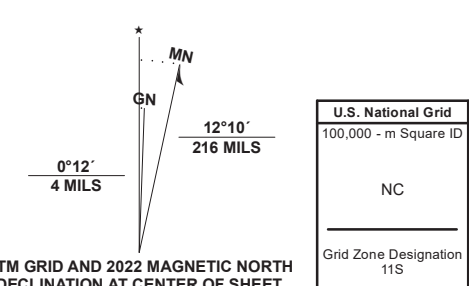 ★
MN
GN
12°10´
216 MILS
0°12´
4 MILS
TM GRID AND 2022 MAGNETIC NORTH
DECLINATION AT CENTER OF SHEET
U.S. National Grid
100,000 - m Square ID
NC
Grid Zone Designation
11S